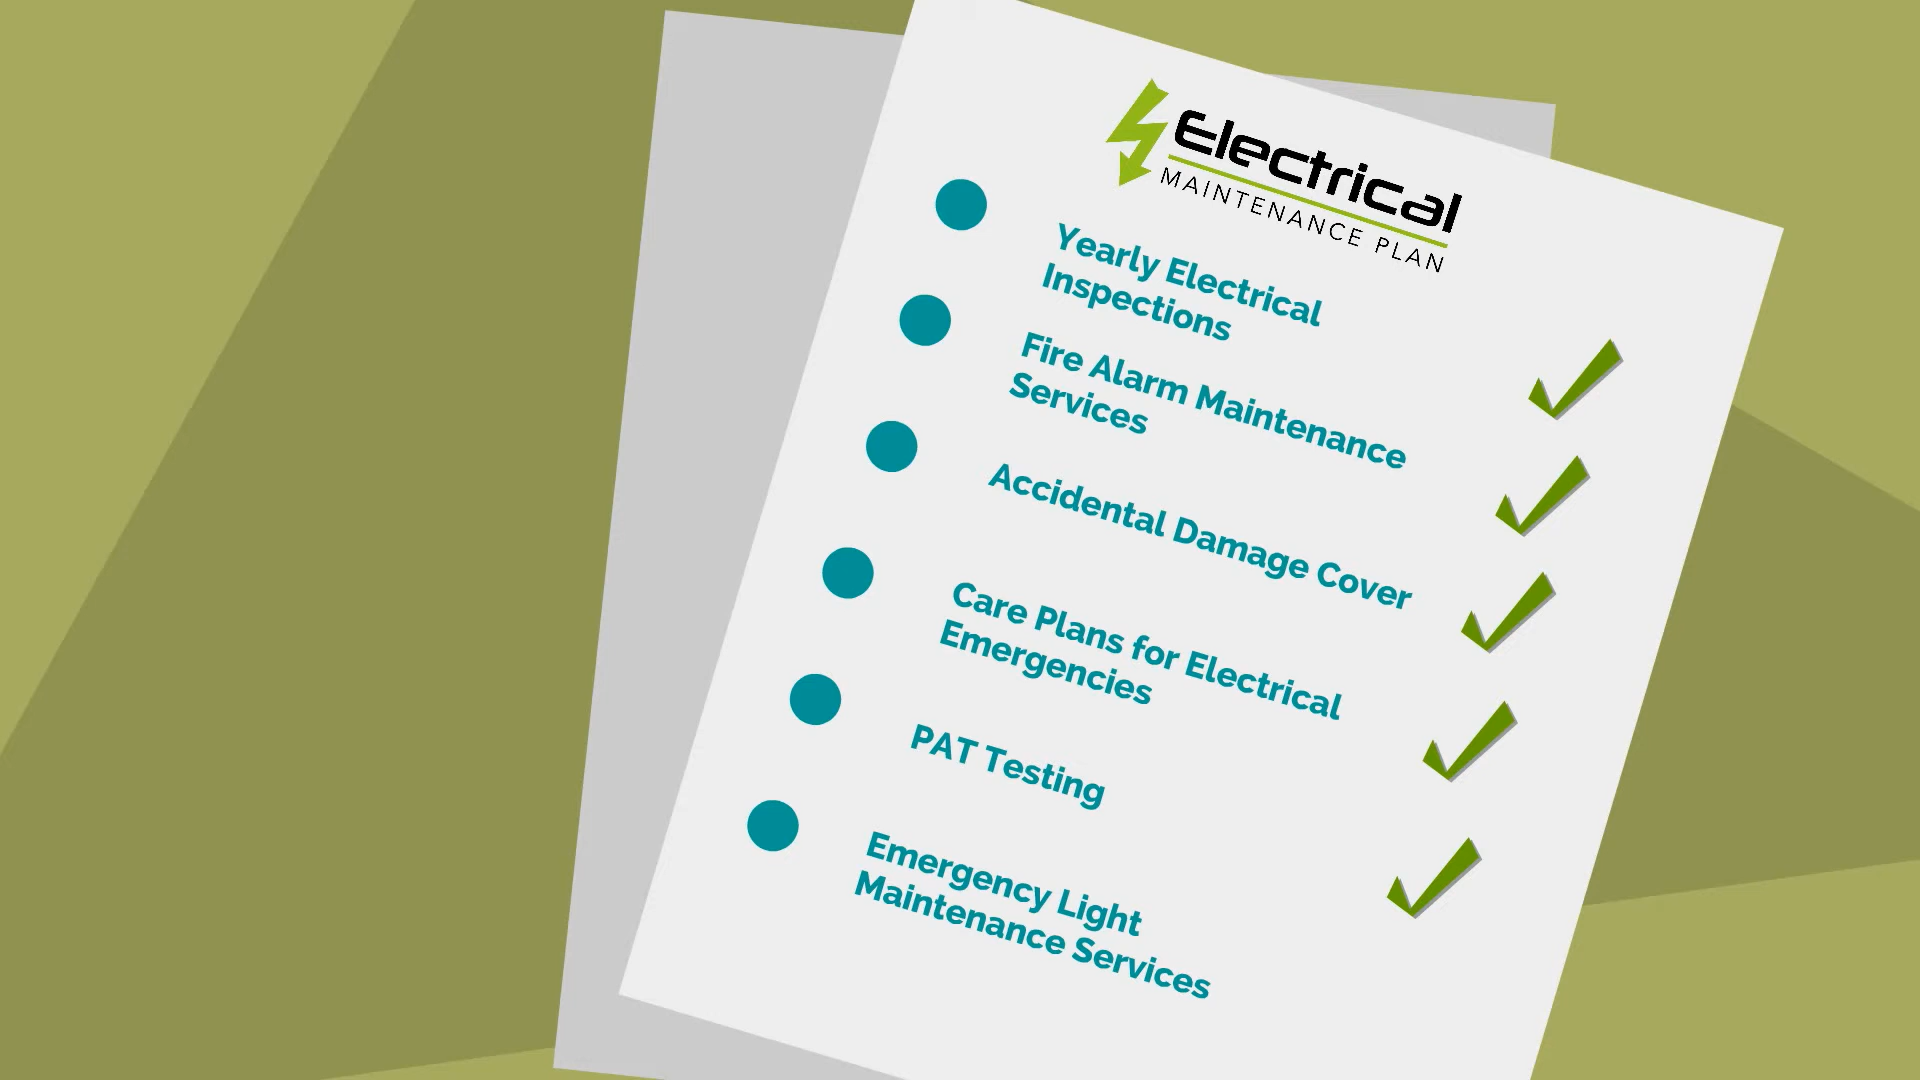 Electrical
MAINTENANCE PLAN
Yearly Electrical
Inspections
Fire Alarm Maintenance
Services
Accidental Damage Cover
Care Plans for Electrical
Emergencies
PAT Testing
Emergency Light
Maintenance Services